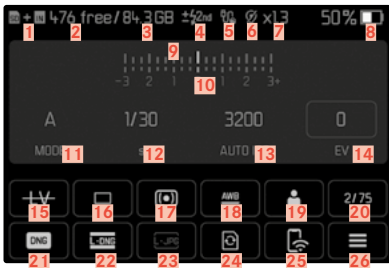 + 476 free/84.3GB ±½2nd x1.3 50%
1 2 3 4 5 6 7 8
9
10
-3 2 1 1 2 3+
A 1/30 3200 0
MODE 11 s 12 AUTO 13 EV 14
AWB 2/75
15 16 17 18 19 20
DNG L-DNG L-JPG
21 22 23 24 25 26